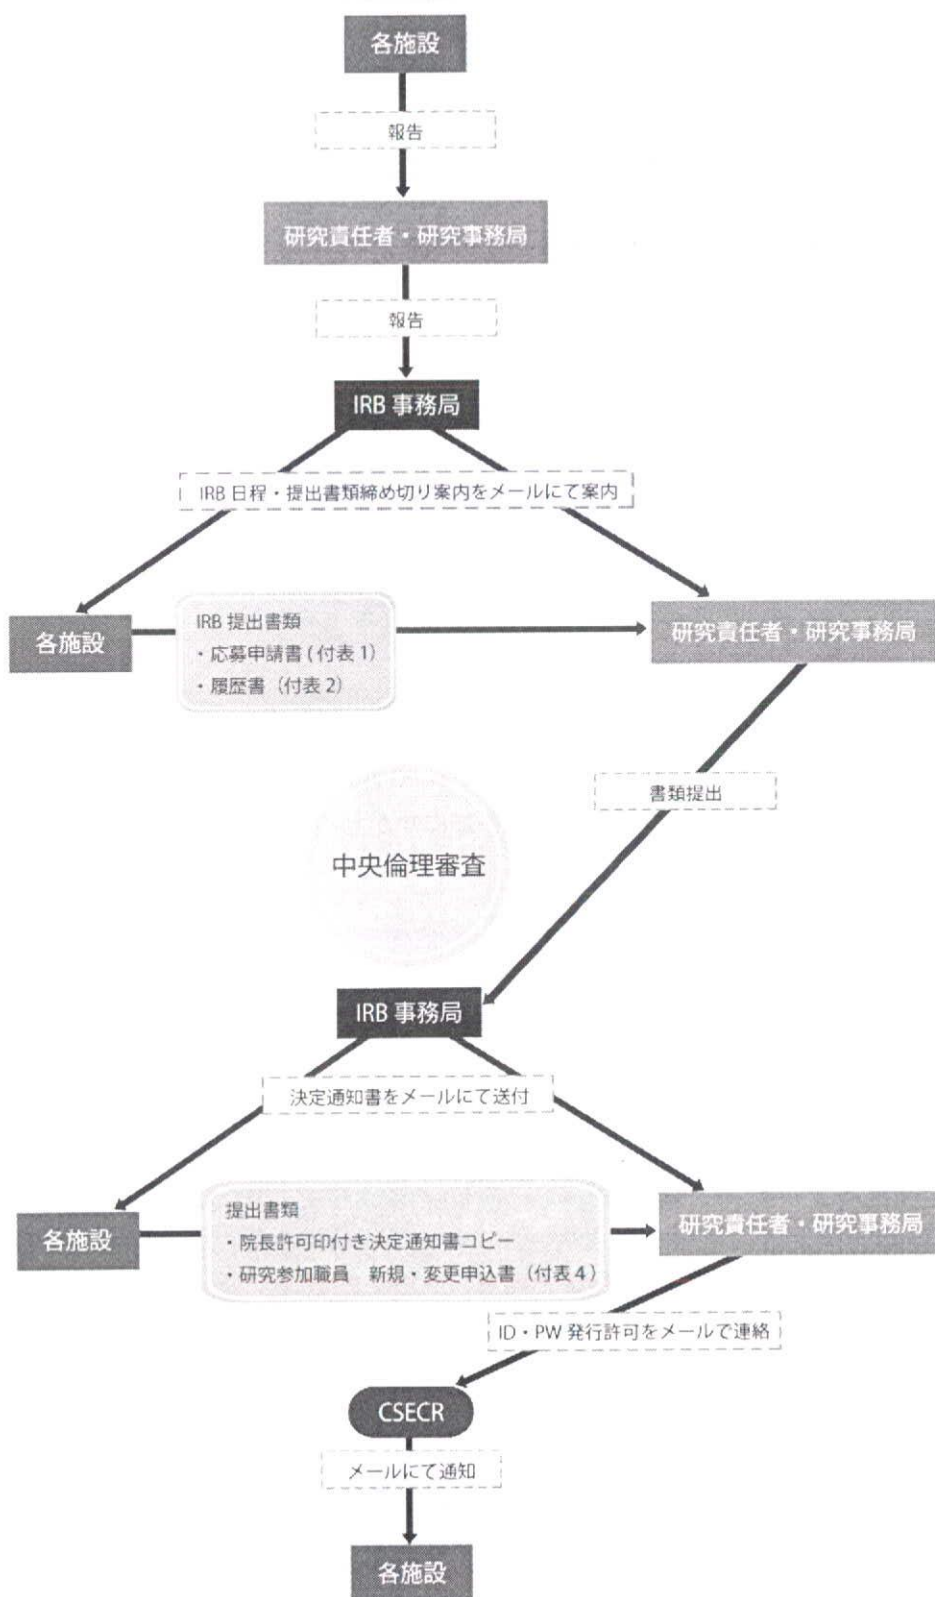 各施設
報告
研究責任者・研究事務局
報告
IRB 事務局
IRB 日程・提出書類締め切り案内をメールにて案内
各施設
IRB 提出書類
・応募申請書 ( 付表 1）
・履歴書（付表 2）
研究責任者・研究事務局
書類提出
中央倫理審査
IRB 事務局
決定通知書をメールにて送付
各施設
提出書類
・院長許可印付き決定通知書コピー
・研究参加職員　新規・変更申込書（付表 4）
研究責任者・研究事務局
ID・PW 発行許可をメールで連絡
CSECR
メールにて通知
各施設